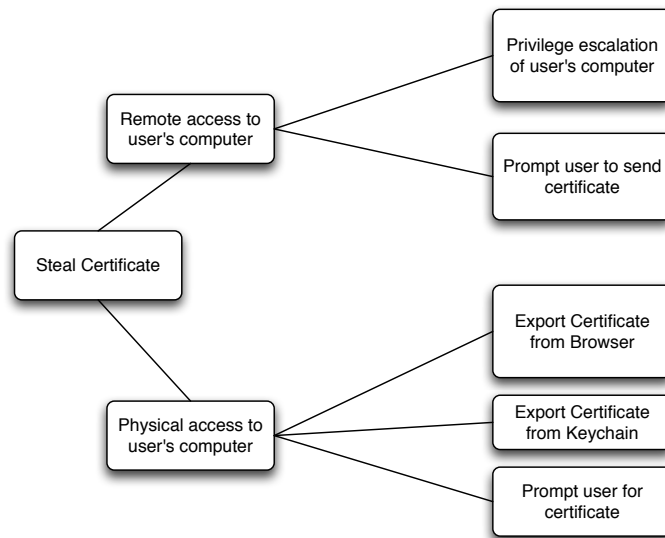 Privilege escalation
of user's computer
Remote access to
user's computer
Prompt user to send
certificate
Steal Certificate
Export Certificate
from Browser
Physical access to
user's computer
Export Certificate
from Keychain
Prompt user for
certificate